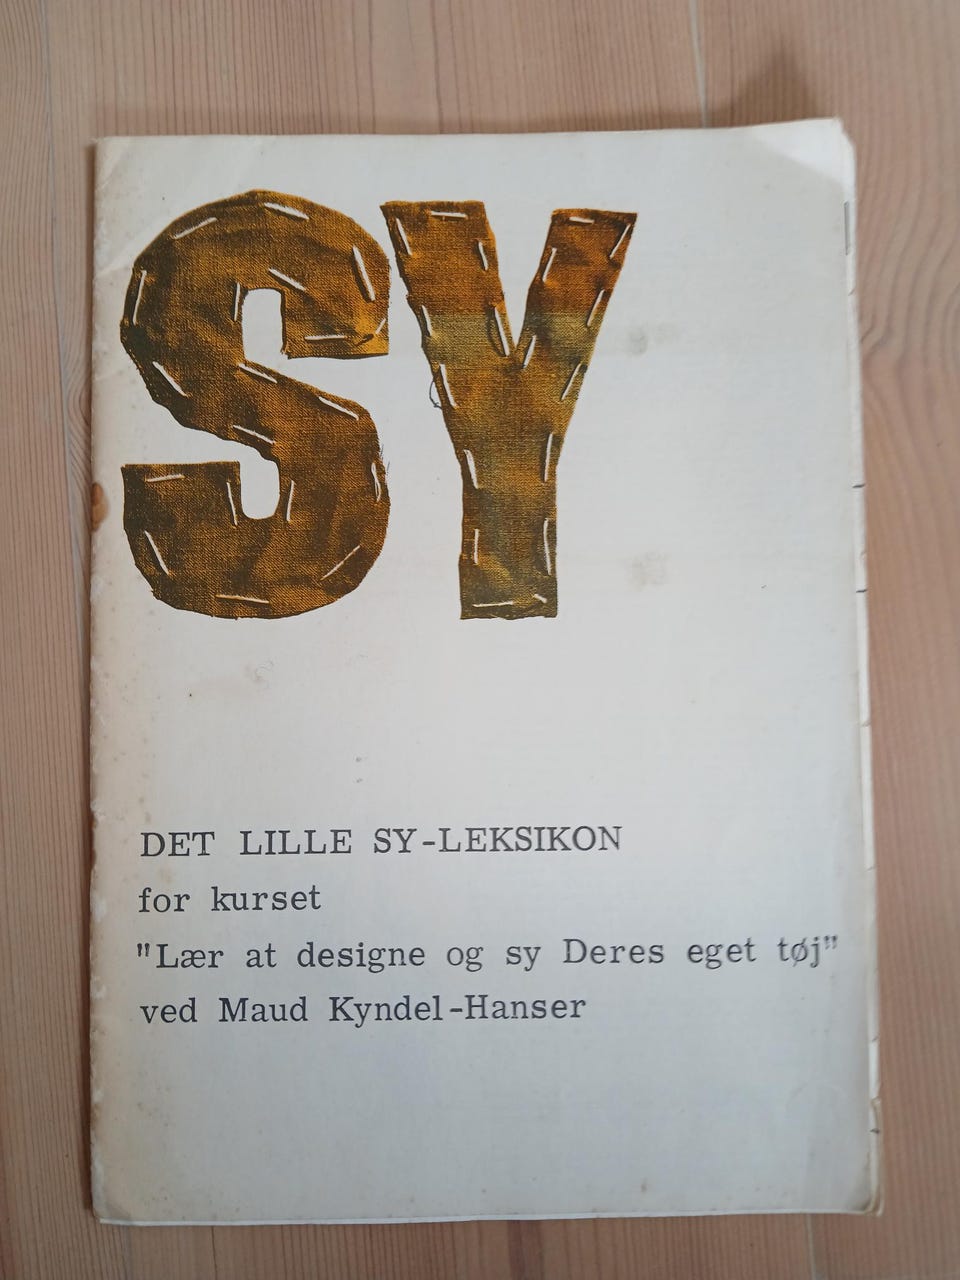 SY
DET LILLE SY-LEKSIKON
for kurset
"Lær at designe og sy Deres eget tøj"
ved Maud Kyndel-Hanser